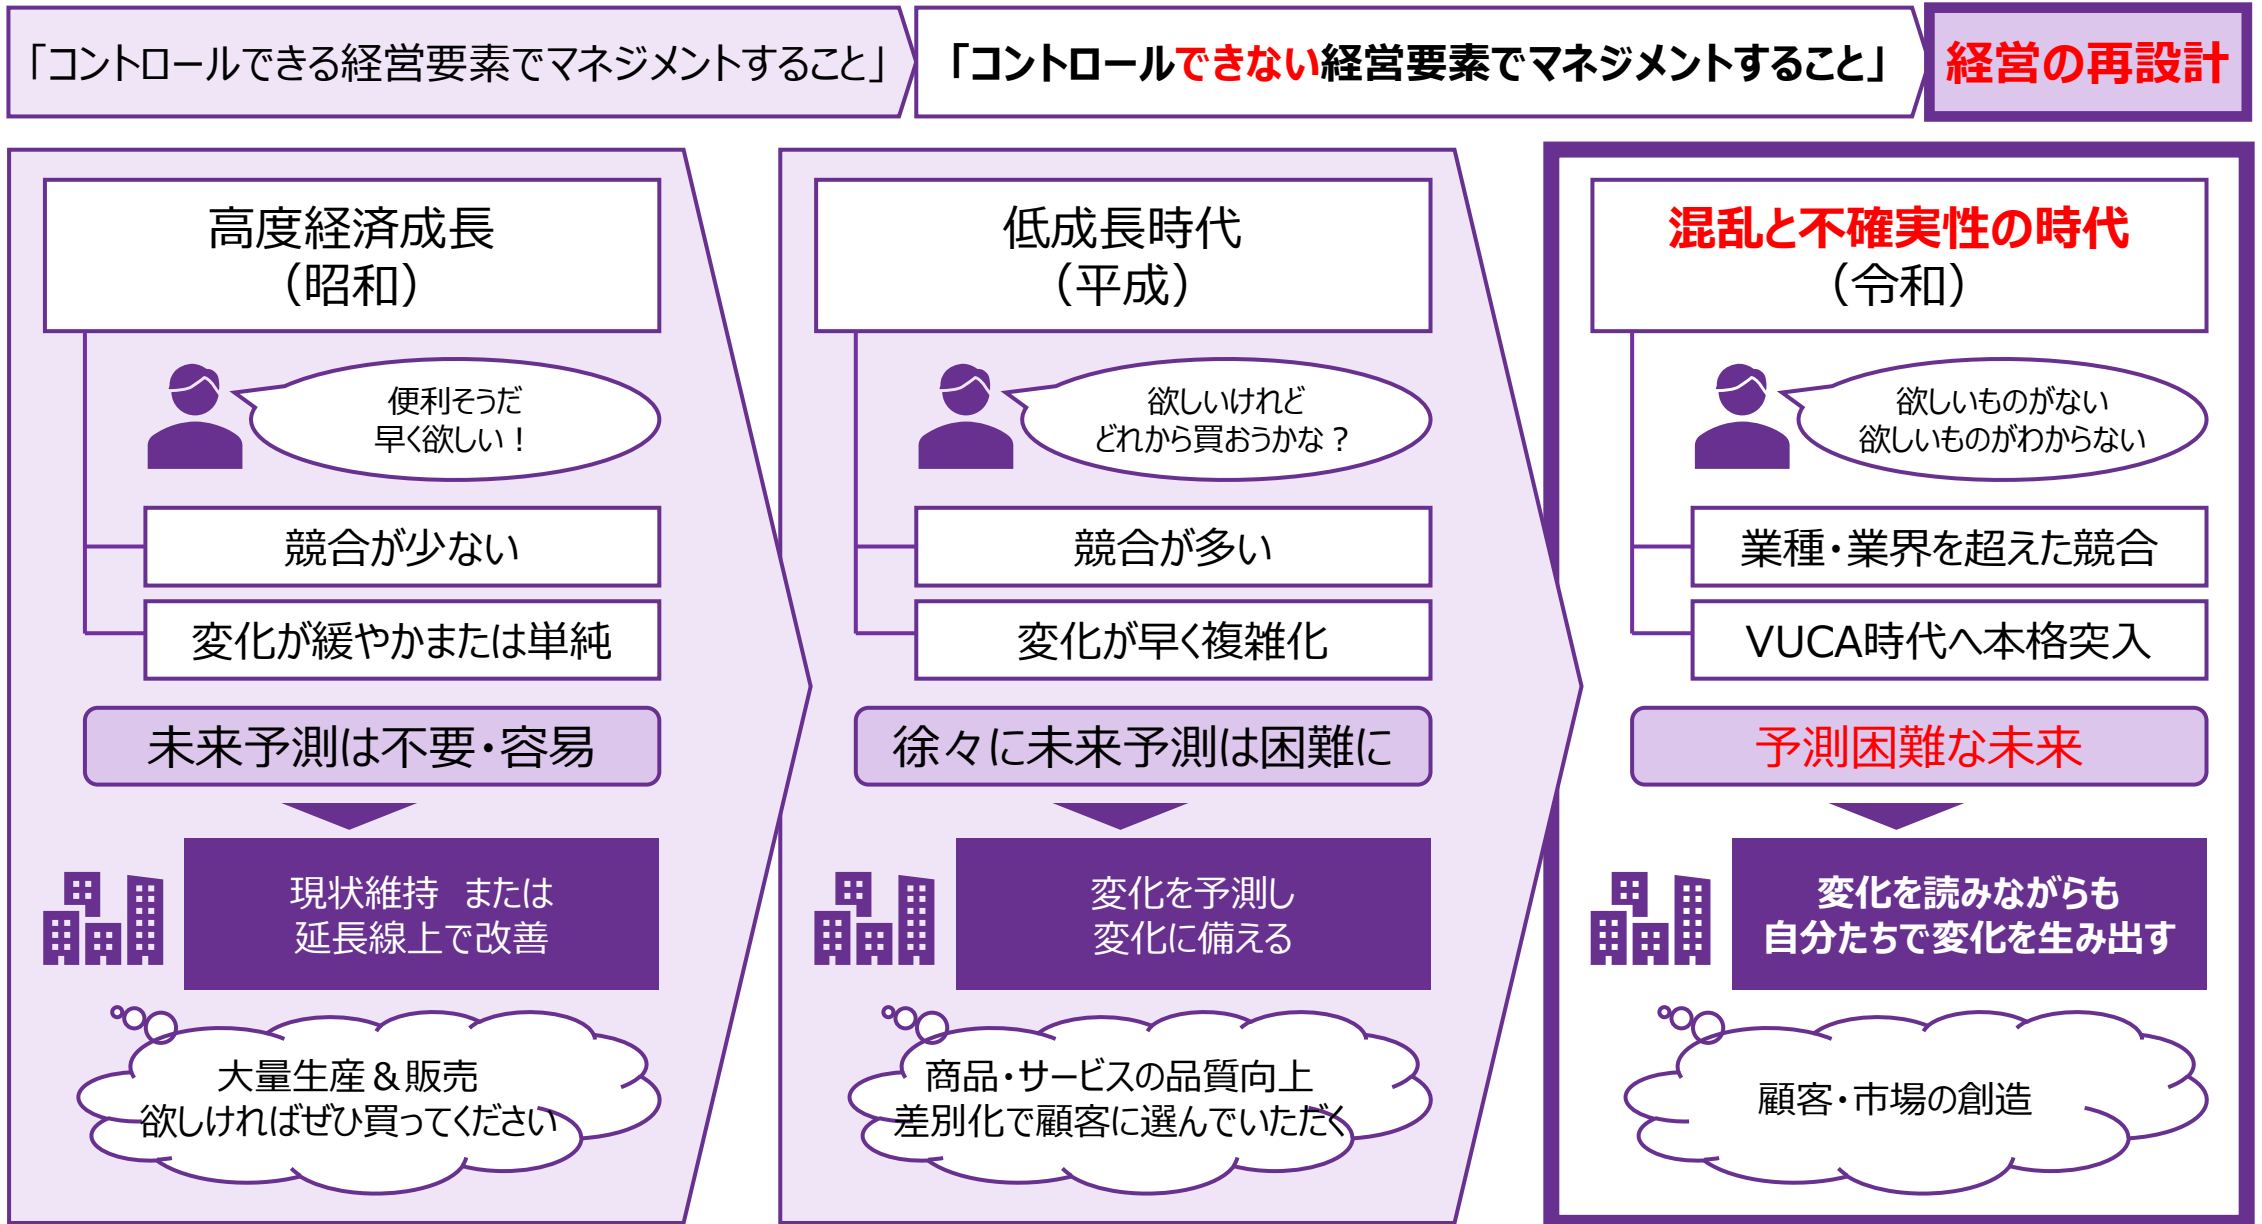 「コントロールできる経営要素でマネジメントすること」
「コントロールできない経営要素でマネジメントすること」
経営の再設計
高度経済成長
（昭和）
便利そうだ
早く欲しい！
競合が少ない
変化が緩やかまたは単純
未来予測は不要・容易
現状維持　または
延長線上で改善
大量生産＆販売
欲しければぜひ買ってください
低成長時代
（平成）
欲しいけれど
どれから買おうかな？
競合が多い
変化が早く複雑化
徐々に未来予測は困難に
変化を予測し
変化に備える
商品・サービスの品質向上
差別化で顧客に選んでいただく
混乱と不確実性の時代
（令和）
欲しいものがない
欲しいものがわからない
業種・業界を超えた競合
VUCA時代へ本格突入
予測困難な未来
変化を読みながらも
自分たちで変化を生み出す
顧客・市場の創造